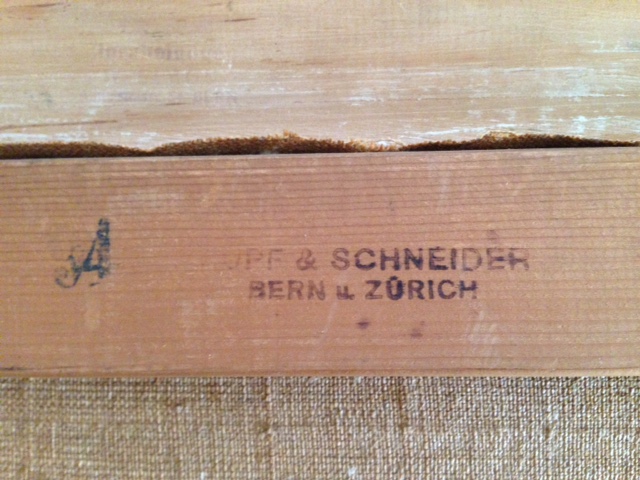 A
& SCHNEIDER
BERN u. ZÜRICH